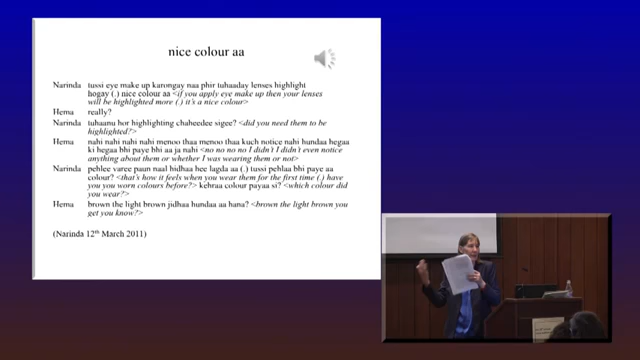 nice colour aa
Narinda tussi eye make up karongay naa phir tuhaaday lenses highlight
hogay (.) nice colour aa <if you apply eye make up then your lenses
will be highlighted more (.) it's a nice colour>
Hema really?
Narinda tuhaanu hor highlighting chaheedee sigee? <did you need them to be
highlighted?>
Hema nahi nahi nahi nahi menoo thaa menoo thaa kuch notice nahi hundaa hegaa
ki hegaa bhi paye bhi aa ja nahi <no no no no I didn't I didn't even notice
anything about them or whether I was wearing them or not>
Narinda pehlee varee paun naal hidhaa hee lagda aa (.) tussi pehlaa bhi paye aa
colour? <that's how it feels when you wear them for the first time (.) have
you you worn colours before?> kehraa colour payaa si? <which colour did
you wear?>
Hema brown the light brown jidhaa hundaa aa hana? <brown the light brown you
get you know?>
(Narinda 12th March 2011)